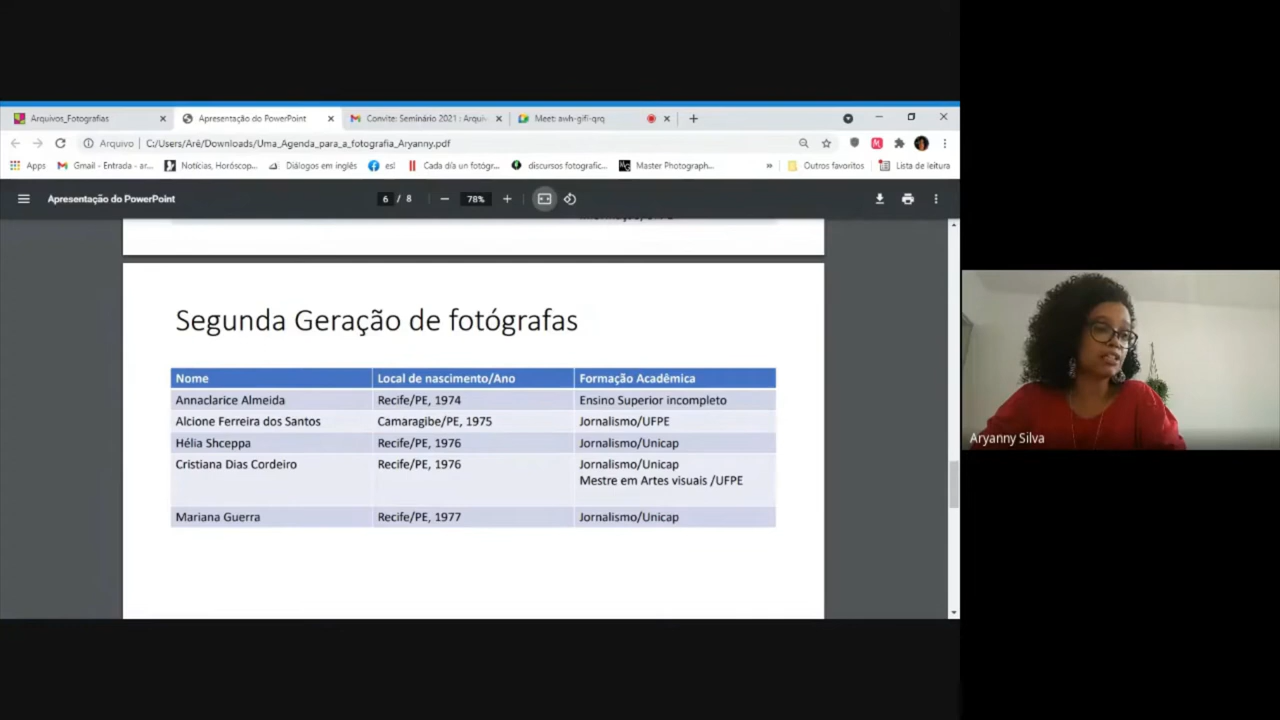 Arquivos_Fotografias
Apresentação do PowerPoint
Convite: Seminário 2021 : Arquiv
Meet: awh-gifi-qrq
Arquivo
C:/Users/Arê/Downloads/Uma_Agenda_para_a_fotografia_Aryanny.pdf
Apps
Gmail - Entrada - ar...
Notícias, Horóscop...
Diálogos em inglês
es!
Cada día un fotógr...
discursos fotografic...
Master Photograph...
»
Outros favoritos
Lista de leitura
Apresentação do PowerPoint
6 / 8
78%
Segunda Geração de fotógrafas
Nome Local de nascimento/Ano Formação Acadêmica
Annaclarice Almeida Recife/PE, 1974 Ensino Superior incompleto
Alcione Ferreira dos Santos Camaragibe/PE, 1975 Jornalismo/UFPE
Hélia Shceppa Recife/PE, 1976 Jornalismo/Unicap
Cristiana Dias Cordeiro Recife/PE, 1976 Jornalismo/Unicap
Mestre em Artes visuais /UFPE
Mariana Guerra Recife/PE, 1977 Jornalismo/Unicap
Aryanny Silva